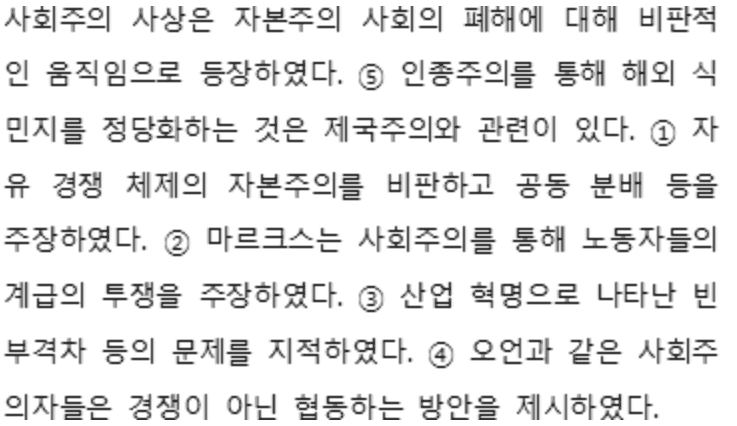 사회주의 사상은 자본주의 사회의 폐해에 대해 비판적
인 움직임으로 등장하였다. ⑤ 인종주의를 통해 해외 식
민지를 정당화하는 것은 제국주의와 관련이 있다. ① 자
유 경쟁 체제의 자본주의를 비판하고 공동 분배 등을
주장하였다. ② 마르크스는 사회주의를 통해 노동자들의
계급의 투쟁을 주장하였다. ③ 산업 혁명으로 나타난 빈
부격차 등의 문제를 지적하였다. ④ 오언과 같은 사회주
의자들은 경쟁이 아닌 협동하는 방안을 제시하였다.